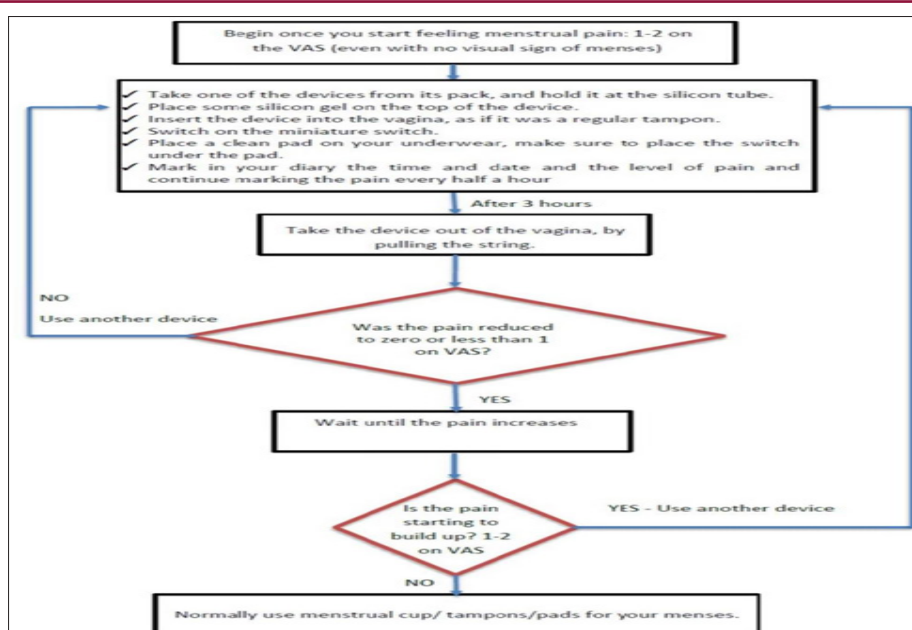 Begin once you start feeling menstrual pain: 1-2 on
the VAS (even with no visual sign of menses)
✓ Take one of the devices from its pack, and hold it at the silicon tube.
✓ Place some silicon gel on the top of the device.
✓ Insert the device into the vagina, as if it was a regular tampon.
✓ Switch on the miniature switch.
✓ Place a clean pad on your underwear, make sure to place the switch
under the pad.
✓ Mark in your diary the time and date and the level of pain and
continue marking the pain every half a hour
After 3 hours
Take the device out of the vagina, by
pulling the string.
NO
Use another device
Was the pain reduced
to zero or less than 1
on VAS?
YES
Wait until the pain increases
Is the pain
starting to
build up? 1-2
on VAS
YES - Use another device
NO
Normally use menstrual cup/ tampons/pads for your menses.